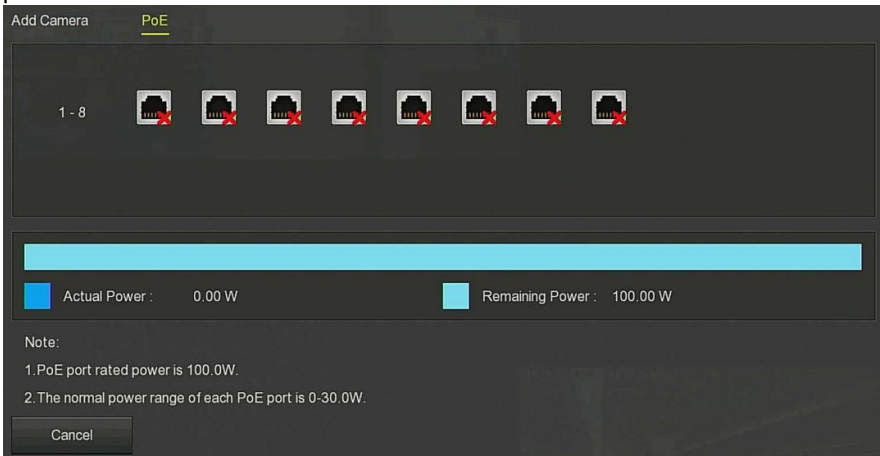 Add Camera PoE
1 - 8
Actual Power : 0.00 W Remaining Power : 100.00 W
Note:
1.PoE port rated power is 100.0W.
2.The normal power range of each PoE port is 0-30.0W.
Cancel